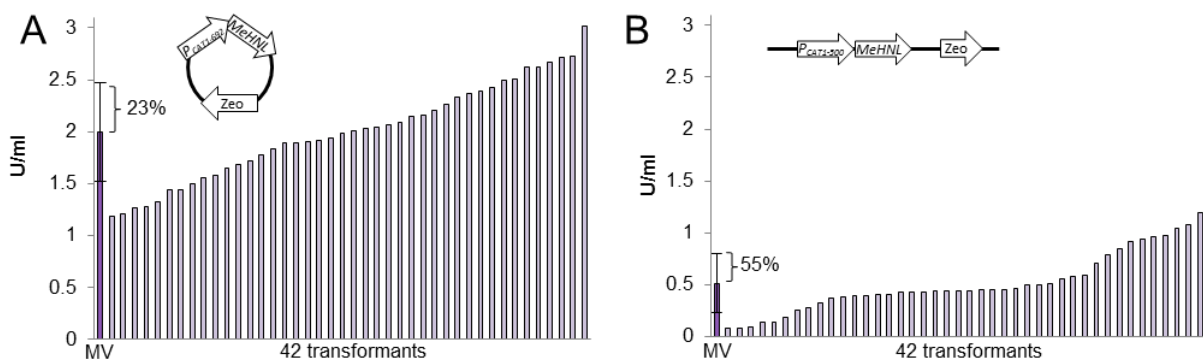 A
3
2.5
2
1.5
1
0.5
0
U/ml
23%
P CAT1-692
MeHNL
Zeo
MV
42 transformants
B
3
2.5
2
1.5
1
0.5
0
U/ml
55%
P CAT1-500
MeHNL
Zeo
MV
42 transformants